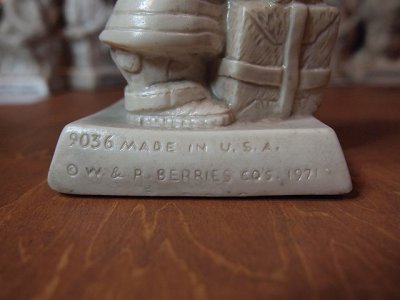 9036 MADE IN U.S.A.
© W. & R. BERRIES CO'S. 1971